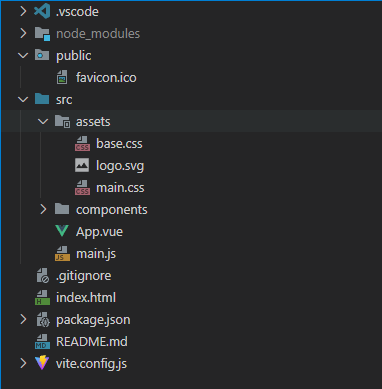 .vscode
node_modules
public
favicon.ico
src
assets
base.css
logo.svg
main.css
components
App.vue
main.js
.gitignore
index.html
package.json
README.md
vite.config.js